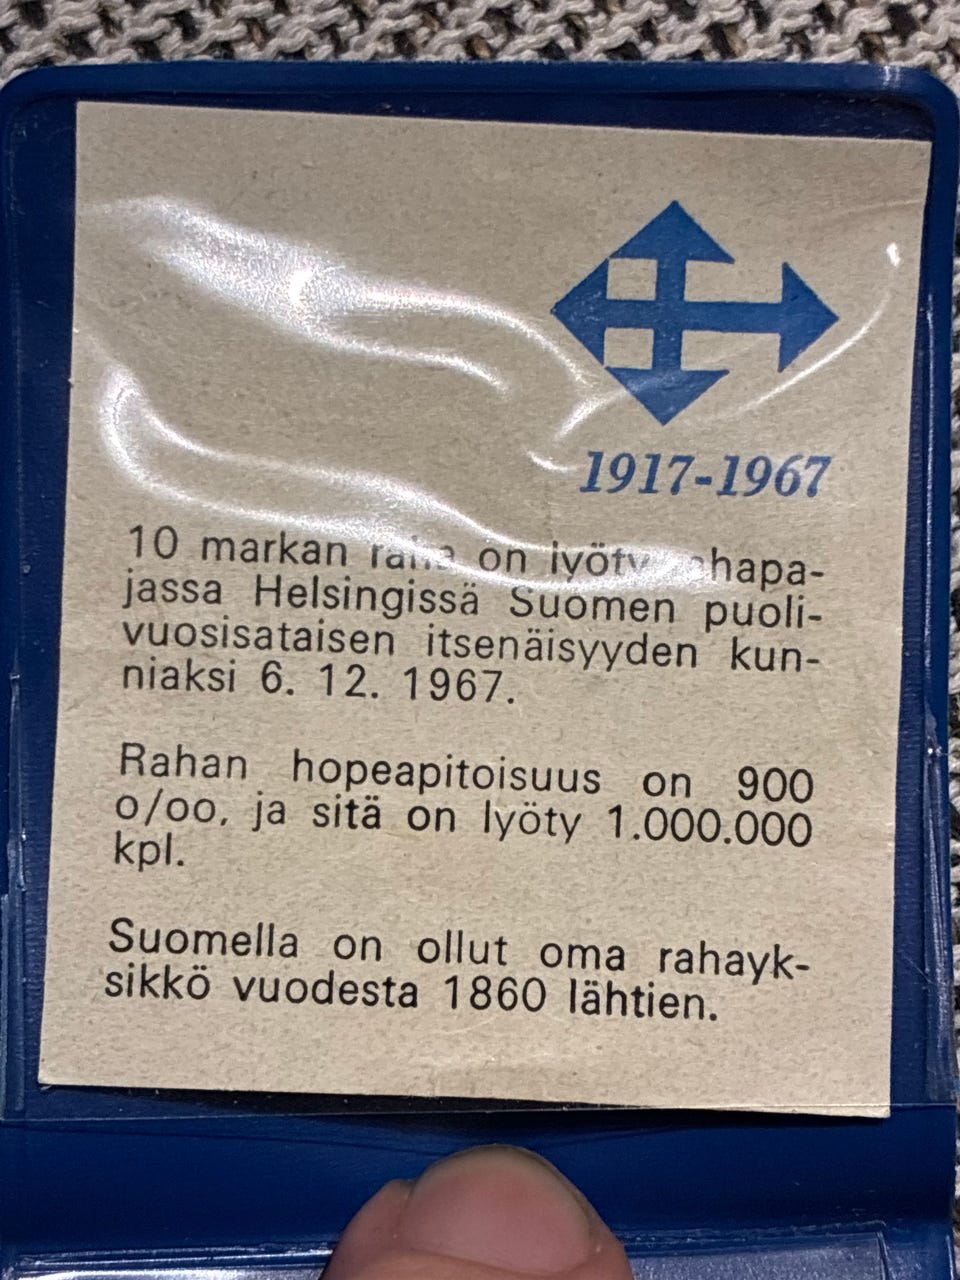 1917-1967
10 markan raha on lyöty rahapa-
jassa Helsingissä Suomen puoli-
vuosisataisen itsenäisyyden kun-
niaksi 6. 12. 1967.
Rahan hopeapitoisuus on 900
o/oo, ja sitä on lyöty 1.000.000
kpl.
Suomella on ollut oma rahayk-
sikkö vuodesta 1860 lähtien.